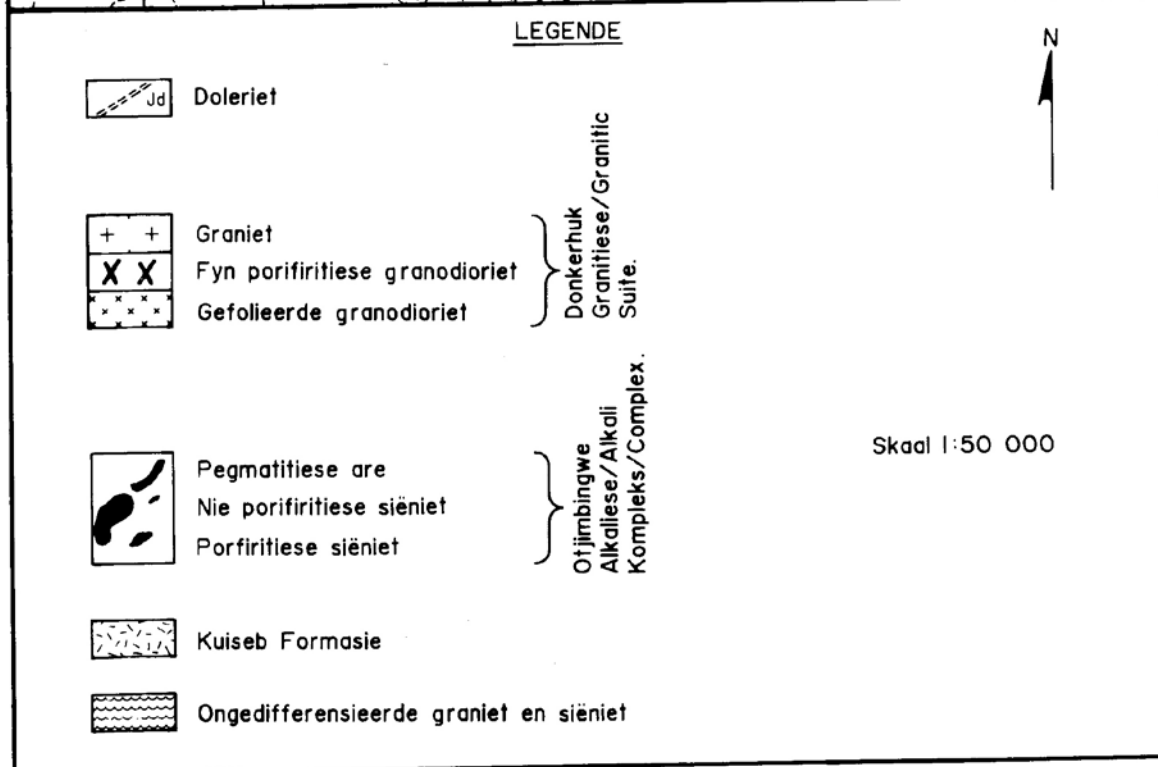 LEGENDE
N
Jd
Doleriet
Graniet
Fyn porifiritiese granodioriet
Gefolieerde granodioriet
Donkerhuk
Granitiese/Granitic
Suite.
Pegmatitiese are
Nie porifiritiese siëniet
Porfiritiese siëniet
Otjimbingwe
Alkaliese/Alkali
Kompleks/Complex.
Skaal 1:50 000
Kuiseb Formasie
Ongedifferensieerde graniet en siëniet